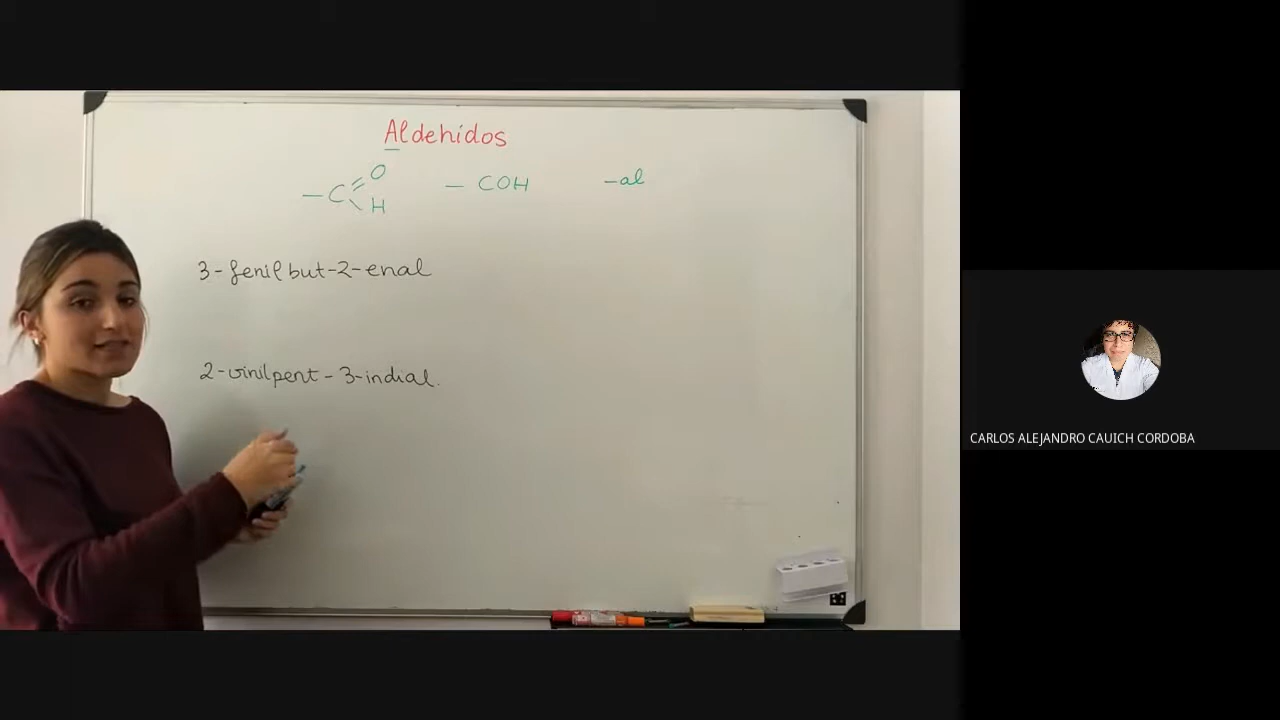 Aldehidos
—C=O
H
— COH
-al
3-fenilbut-2-enal
2-vinilpent-3-indial.
CARLOS ALEJANDRO CAUICH CORDOBA